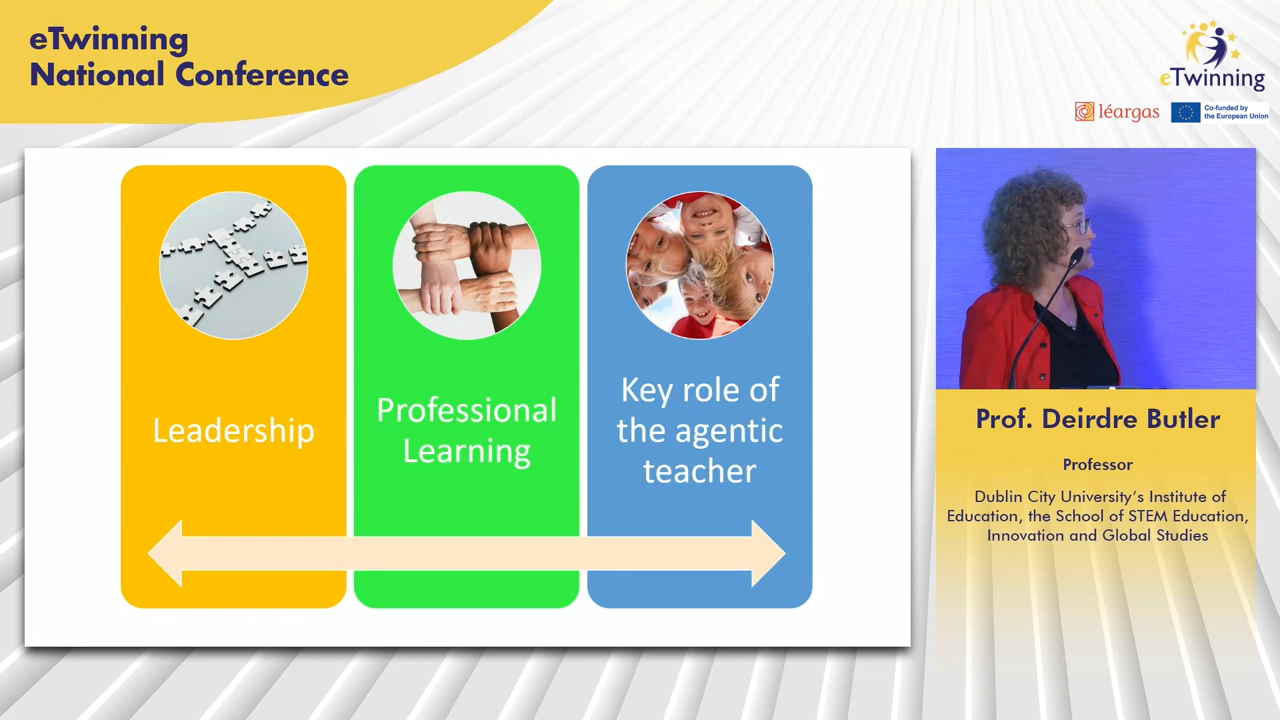 eTwinning
National Conference
eTwinning
léargas
Co-funded by
the European Union
Leadership
Professional
Learning
Key role of
the agentic
teacher
Prof. Deirdre Butler
Professor
Dublin City University’s Institute of
Education, the School of STEM Education,
Innovation and Global Studies